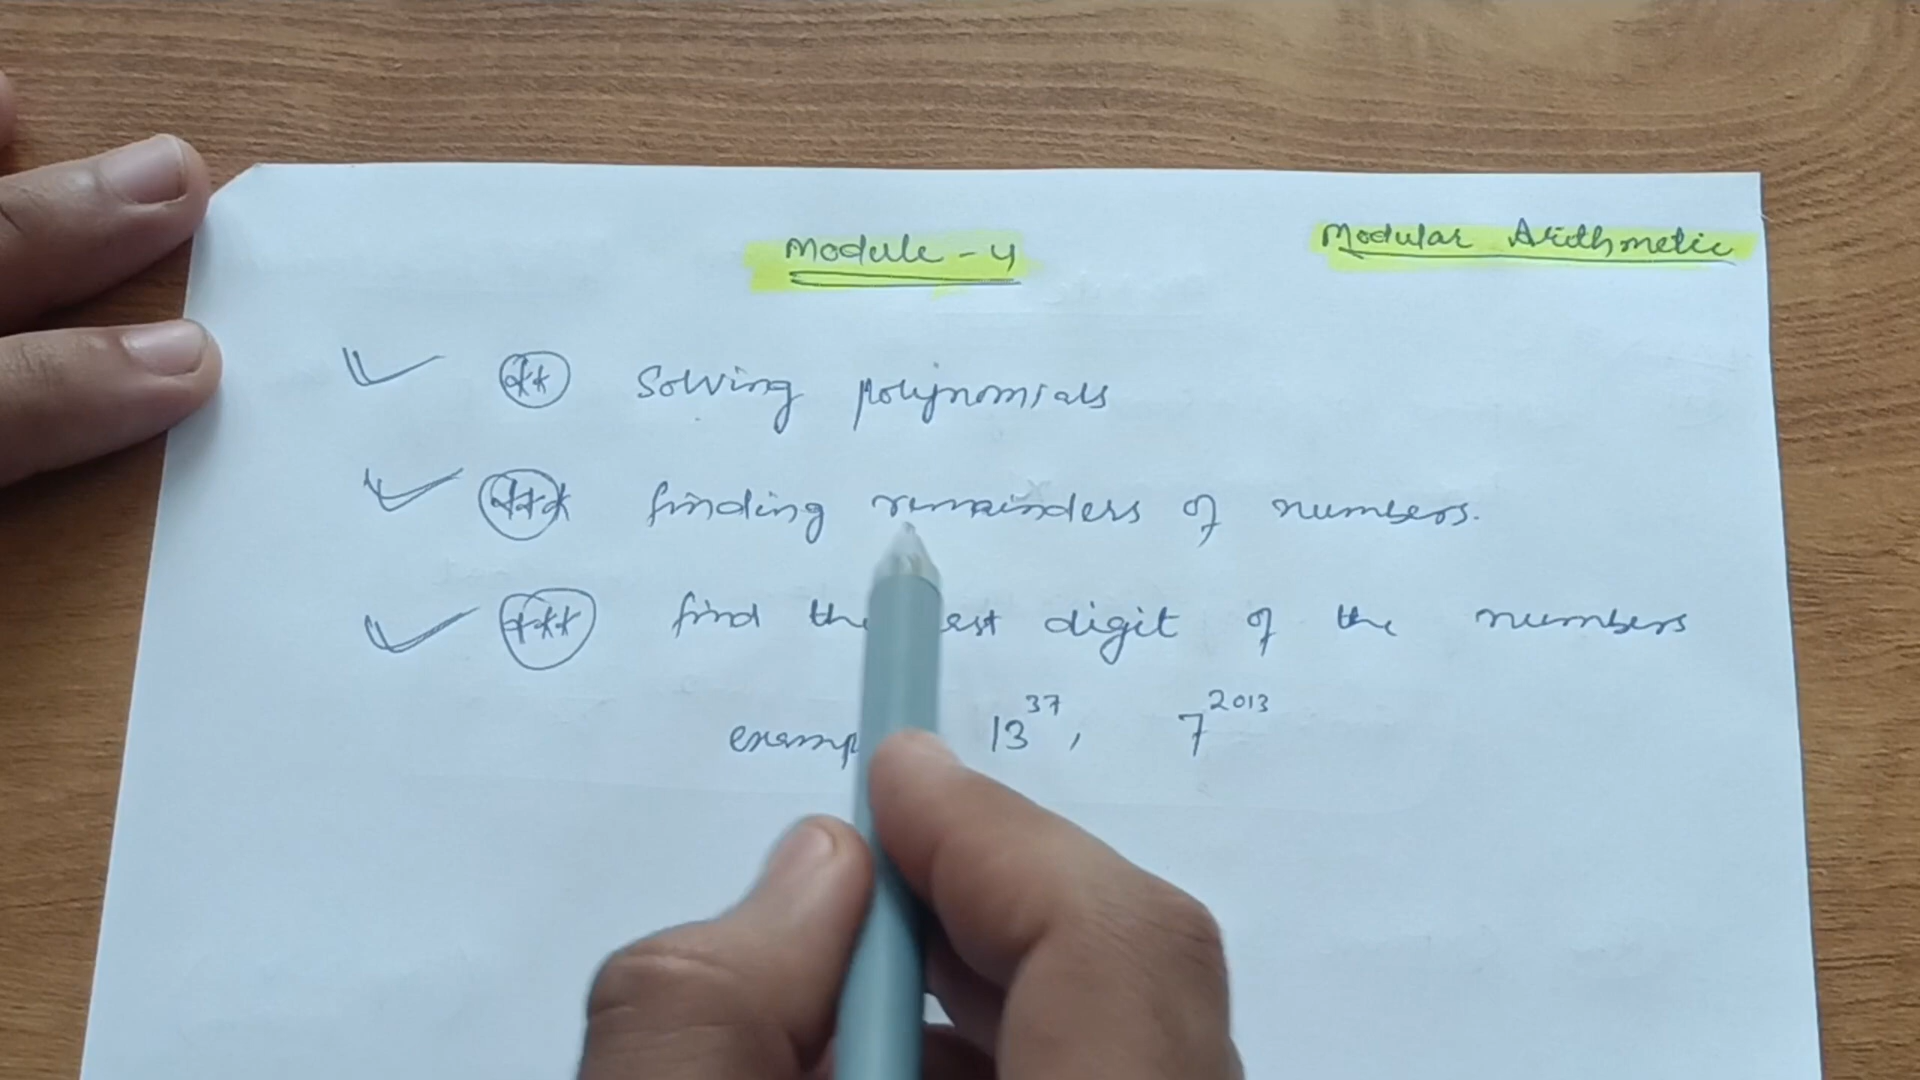 Module - 4
Modular Arithmetic
** Solving polynomials
*** finding remainders of numbers.
*** find the digit of the numbers
13^37, 7^2013